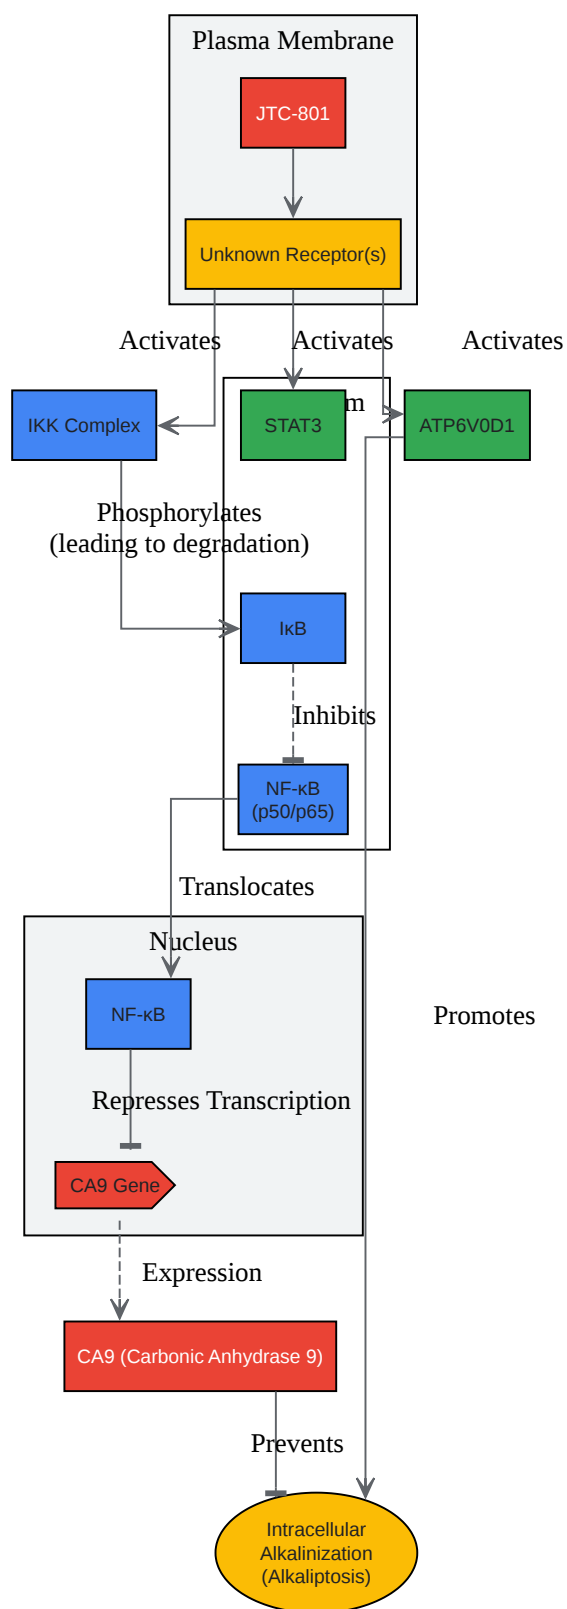 Plasma Membrane
JTC-801
Unknown Receptor(s)
Activates
Activates
Activates
IKK Complex
STAT3
ATP6V0D1
Phosphorylates
(leading to degradation)
IκB
Inhibits
NF-κB
(p50/p65)
Translocates
Nucleus
NF-κB
Promotes
Represses Transcription
CA9 Gene
Expression
CA9 (Carbonic Anhydrase 9)
Prevents
Intracellular
Alkalinization
(Alkaliptosis)